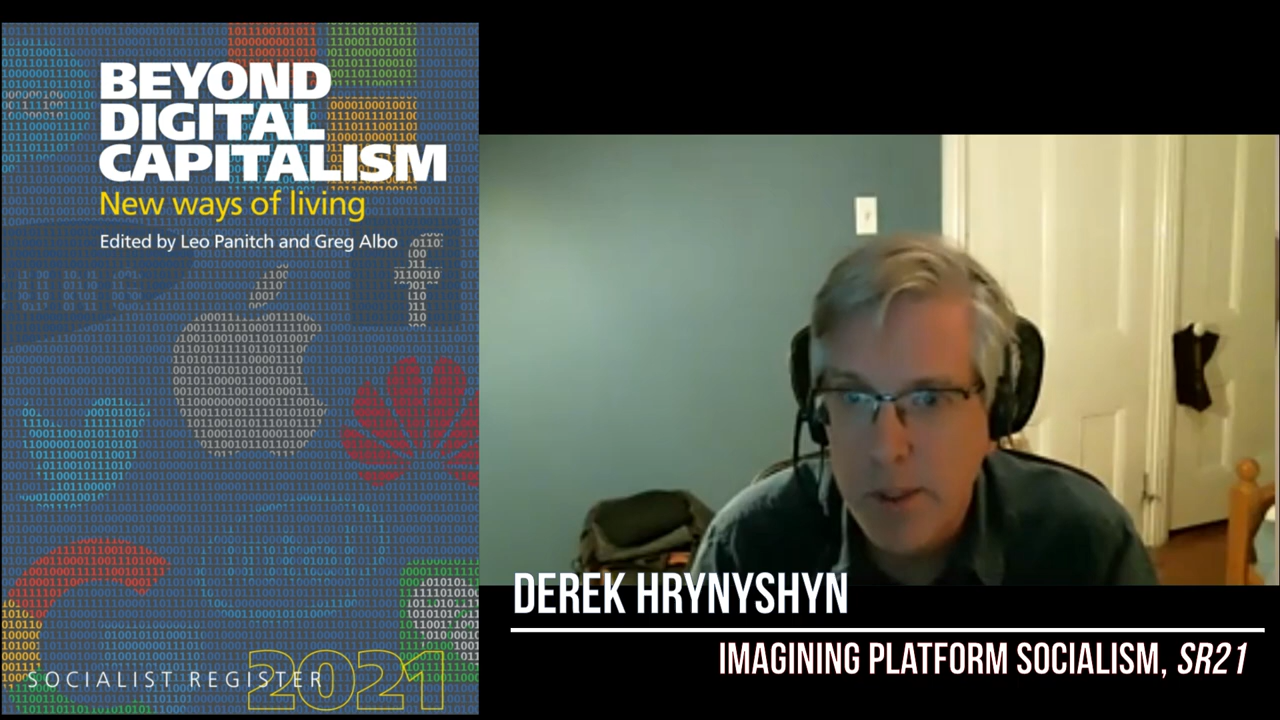 BEYOND
DIGITAL
CAPITALISM
New ways of living
Edited by Leo Panitch and Greg Albo
SOCIALIST REGISTER 2021
DEREK HRYNYSHYN
IMAGINING PLATFORM SOCIALISM, SR21